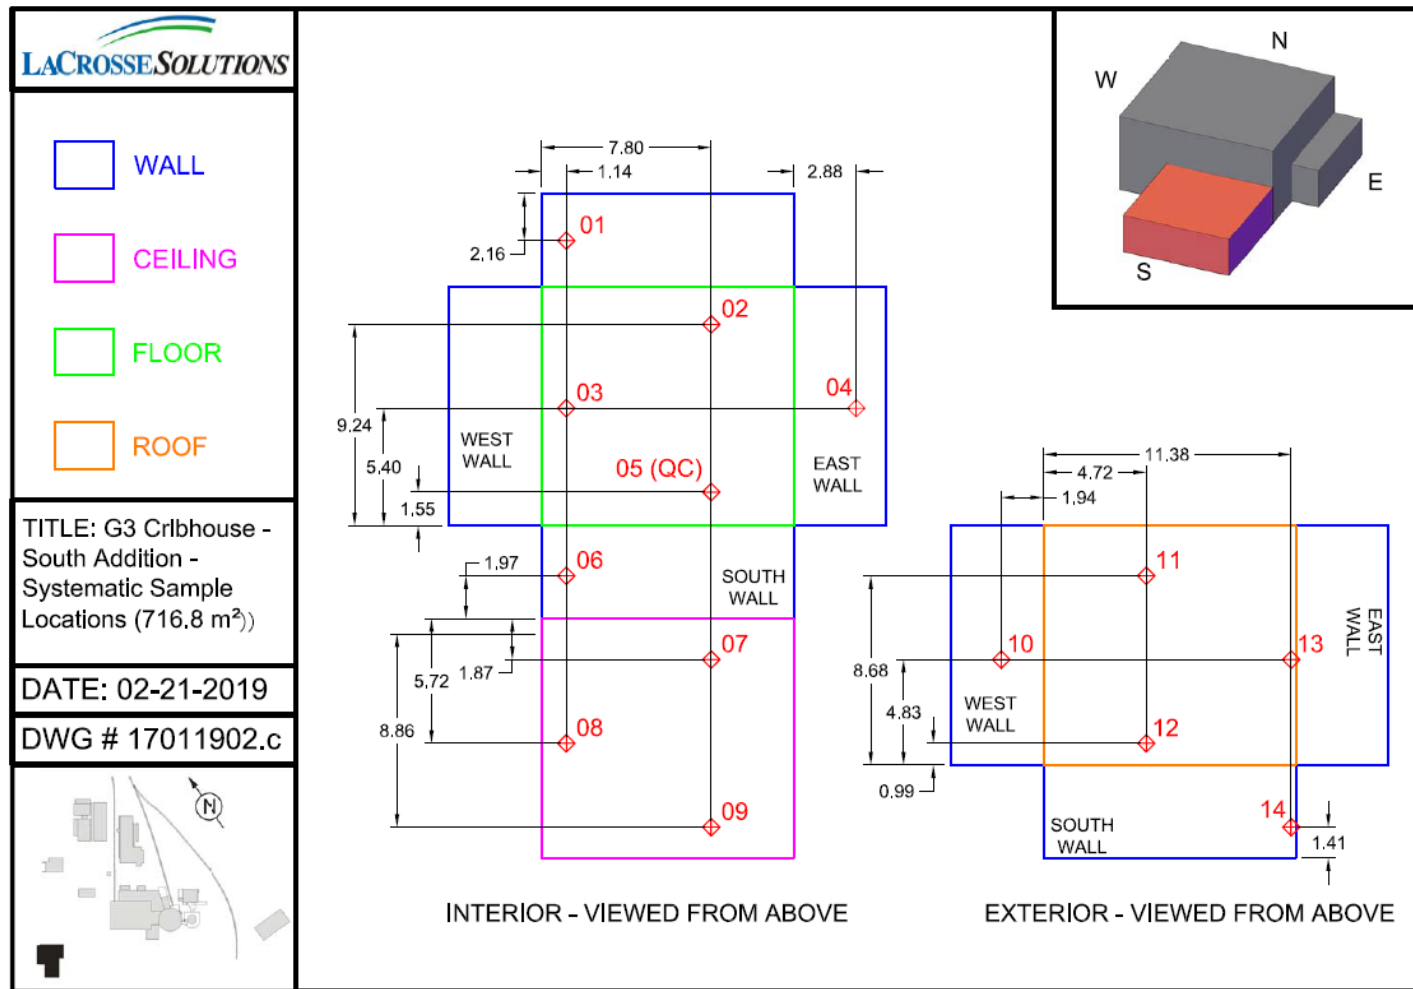 LACROSSE SOLUTIONS
WALL
CEILING
FLOOR
ROOF
TITLE: G3 Cribhouse -
South Addition -
Systematic Sample
Locations (716.8 m²))
DATE: 02-21-2019
DWG # 17011902.c
N
7.80
1.14
2.88
01
2.16
02
03
04
9.24
WEST
WALL
5.40
05 (QC)
EAST
WALL
1.55
1.97
06
SOUTH
WALL
07
5.72
1.87
8.86
08
09
INTERIOR - VIEWED FROM ABOVE
N
W
E
S
11.38
4.72
1.94
11
EAST
WALL
10
13
8.68
4.83
WEST
WALL
12
0.99
14
SOUTH
WALL
1.41
EXTERIOR - VIEWED FROM ABOVE